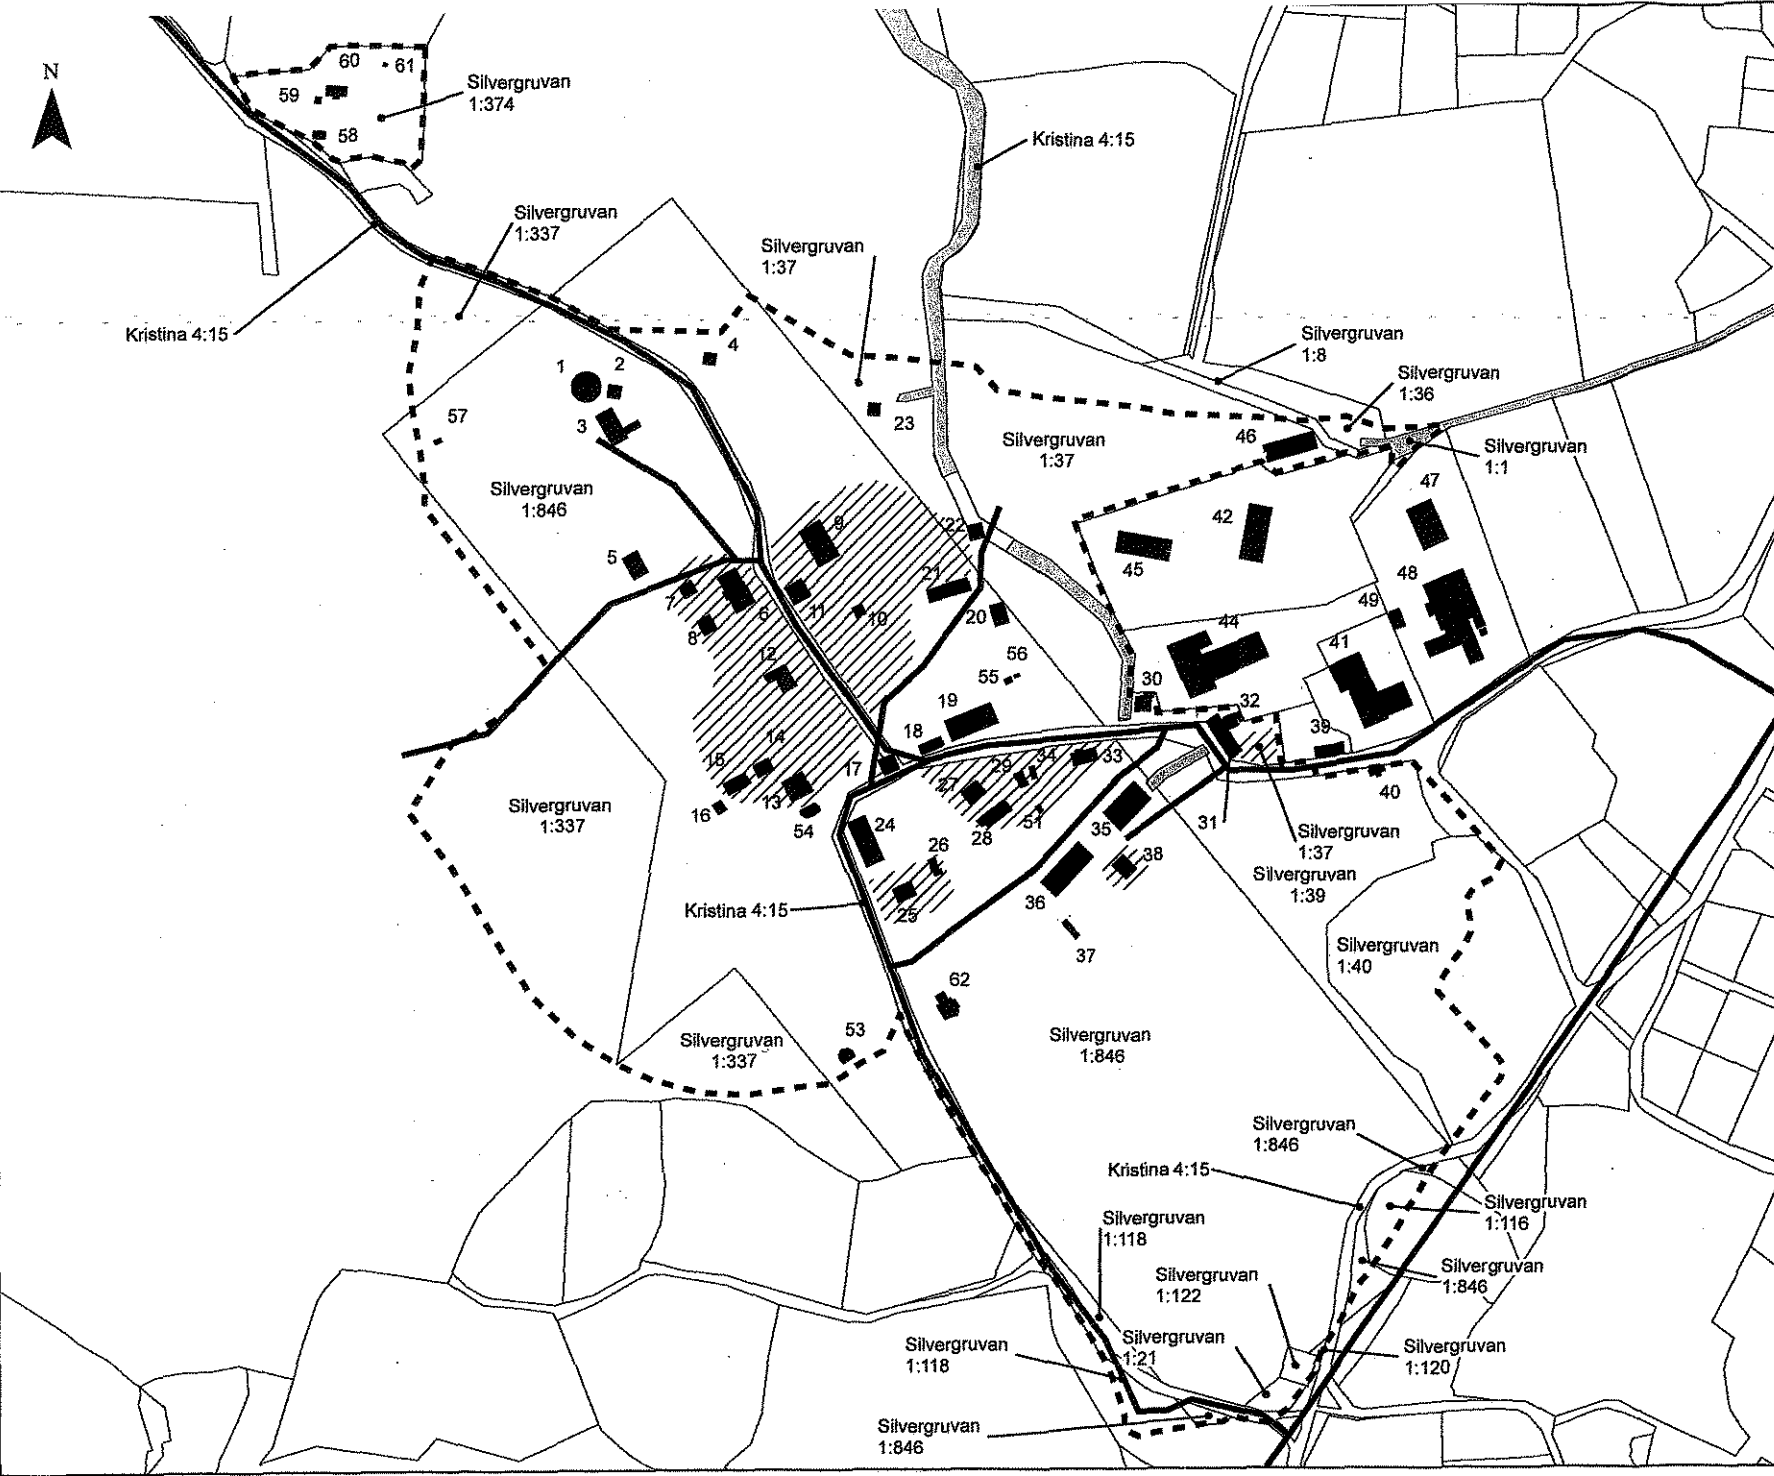 N
60
61
59
58
Silvergruvan
1:374
Kristina 4:15
Silvergruvan
1:337
Silvergruvan
1:37
Kristina 4:15
Silvergruvan
1:8
Silvergruvan
1:36
1
2
4
3
57
23
Silvergruvan
1:37
46
Silvergruvan
1:1
47
Silvergruvan
1:846
42
45
9
22
5
7
8
6
11
10
21
20
48
49
44
41
12
56
55
30
19
18
32
39
14
15
17
34
33
29
27
40
16
13
54
28
51
35
31
Silvergruvan
1:337
24
26
38
Silvergruvan
1:37
Silvergruvan
1:39
Kristina 4:15
25
36
37
Silvergruvan
1:40
62
53
Silvergruvan
1:337
Silvergruvan
1:846
Silvergruvan
1:846
Kristina 4:15
Silvergruvan
1:116
Silvergruvan
1:118
Silvergruvan
1:846
Silvergruvan
1:122
Silvergruvan
1:118
Silvergruvan
1:21
Silvergruvan
1:120
Silvergruvan
1:846